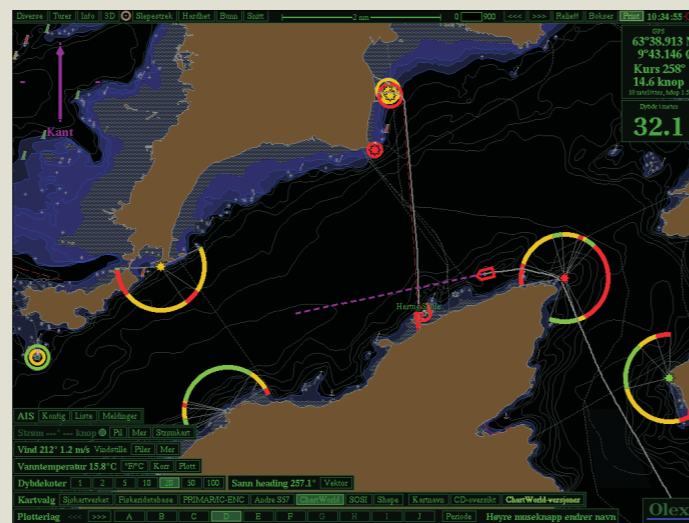 Diverse Turer Info 3D Slepestrek Hardhet Bunn Snitt 2 nm 0 900 <<< >>> Relieff Bokser Print 10:34:55
GPS
63°38.913 N
9°43.146
Kurs 258°
14.6 knop
Dybde i meter
32.1
Kant
AIS Konfig Liste Meldinger
Strøm ---° --- knop Pil Mer Strømkart
Vind 212° 1.2 m/s Vindstille Piler Mer
Vanntemperatur 15.8°C °F/°C Korr Plott
Dybdekoter 1 2 5 10 20 50 100 Sann heading 257.1° Vektor
Kartvalg Sjøkartverket Fiskeridatabase PRIMAR/IC-ENC Andre S57 ChartWorld SOSI Shape Kartnavn CD-oversikt ChartWorld-versjoner
Plotterlag <<< >>> A B C D E F G H I J Periode Høyre museknapp endrer navn
Olex